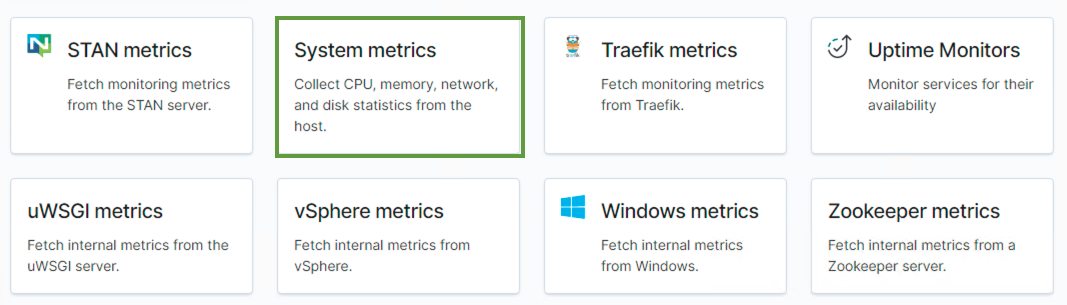 STAN metrics
Fetch monitoring metrics
from the STAN server.
System metrics
Collect CPU, memory, network,
and disk statistics from the
host.
Traefik metrics
Fetch monitoring metrics
from Traefik.
Uptime Monitors
Monitor services for their
availability
uWSGI metrics
Fetch internal metrics from the
uWSGI server.
vSphere metrics
Fetch internal metrics from
vSphere.
Windows metrics
Fetch internal metrics
from Windows.
Zookeeper metrics
Fetch internal metrics from a
Zookeeper server.